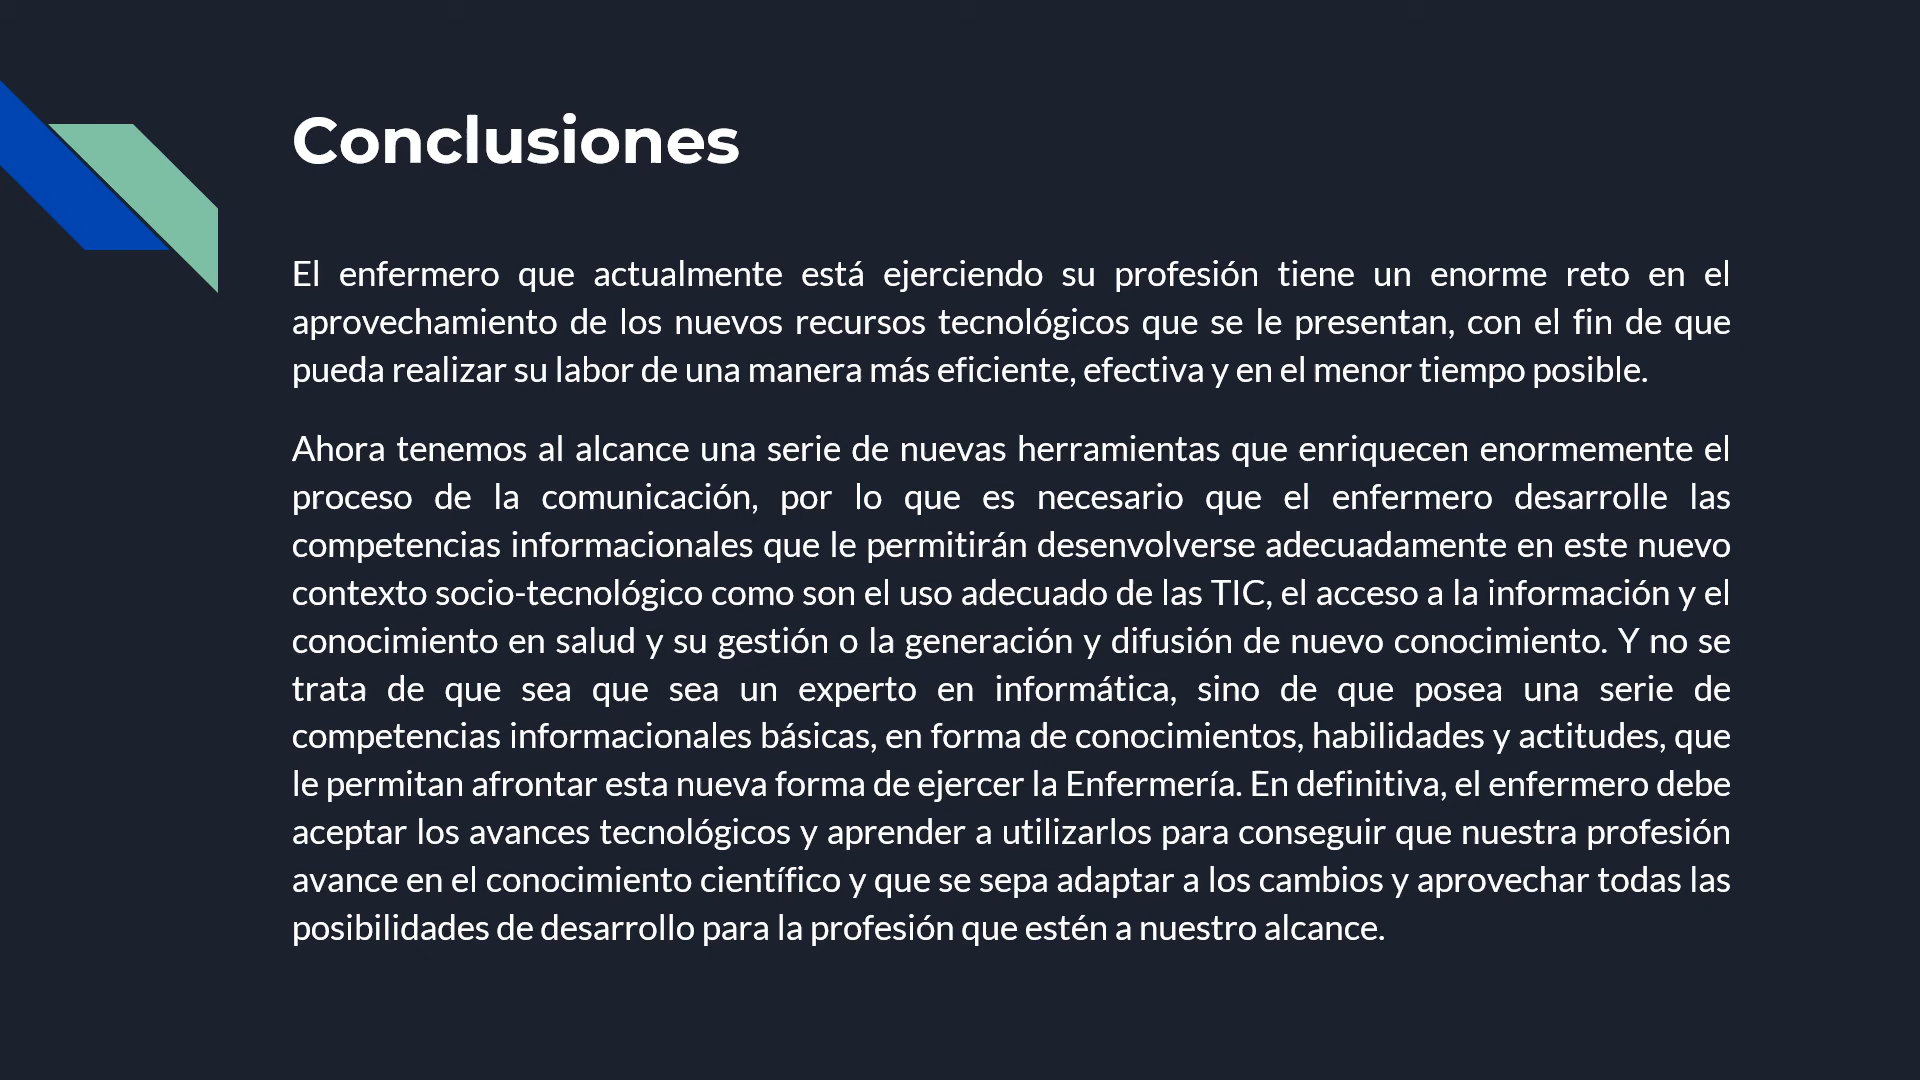 Conclusiones
El enfermero que actualmente está ejerciendo su profesión tiene un enorme reto en el
aprovechamiento de los nuevos recursos tecnológicos que se le presentan, con el fin de que
pueda realizar su labor de una manera más eficiente, efectiva y en el menor tiempo posible.
Ahora tenemos al alcance una serie de nuevas herramientas que enriquecen enormemente el
proceso de la comunicación, por lo que es necesario que el enfermero desarrolle las
competencias informacionales que le permitirán desenvolverse adecuadamente en este nuevo
contexto socio-tecnológico como son el uso adecuado de las TIC, el acceso a la información y el
conocimiento en salud y su gestión o la generación y difusión de nuevo conocimiento. Y no se
trata de que sea que sea un experto en informática, sino de que posea una serie de
competencias informacionales básicas, en forma de conocimientos, habilidades y actitudes, que
le permitan afrontar esta nueva forma de ejercer la Enfermería. En definitiva, el enfermero debe
aceptar los avances tecnológicos y aprender a utilizarlos para conseguir que nuestra profesión
avance en el conocimiento científico y que se sepa adaptar a los cambios y aprovechar todas las
posibilidades de desarrollo para la profesión que estén a nuestro alcance.